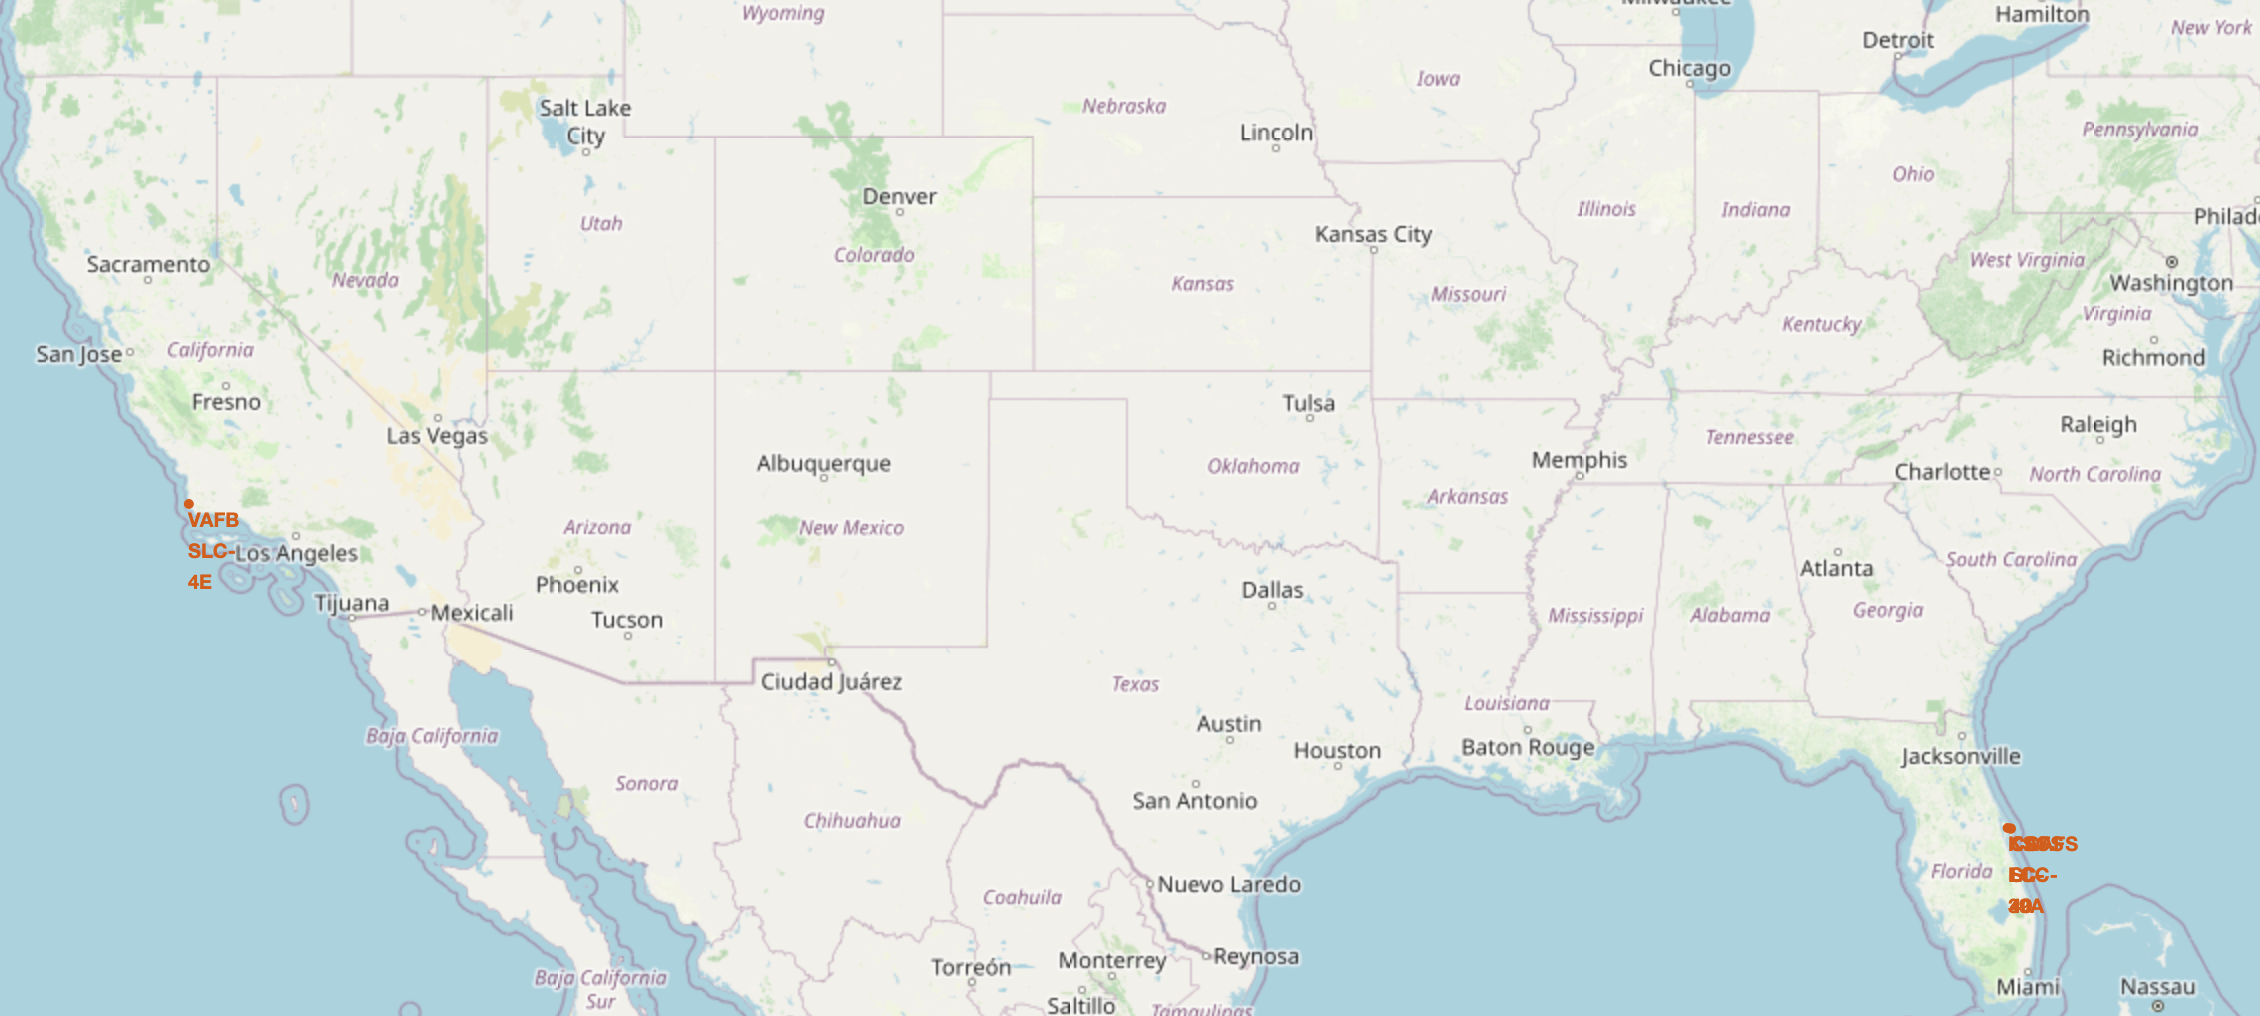 Wyoming
Milwaukee
Hamilton
New York
Detroit
Chicago
Iowa
Nebraska
Salt Lake
City
Lincoln
Pennsylvania
Ohio
Denver
Utah
Illinois
Indiana
Philad
Kansas City
Colorado
Sacramento
Nevada
Kansas
Missouri
West Virginia
Washington
Virginia
Kentucky
San Jose
California
Richmond
Fresno
Las Vegas
Tulsa
Raleigh
Tennessee
Albuquerque
Oklahoma
Memphis
Charlotte
North Carolina
Arkansas
VAFB
SLC-
4E
Los Angeles
Arizona
New Mexico
Phoenix
Dallas
Atlanta
South Carolina
Tijuana
Mexicali
Tucson
Mississippi
Alabama
Georgia
Ciudad Juárez
Texas
Louisiana
Austin
Houston
Baton Rouge
Jacksonville
Baja California
Sonora
San Antonio
Chihuahua
Florida
Nuevo Laredo
Coahuila
Torreón
Monterrey
Reynosa
Baja California
Sur
Saltillo
Tamaulipas
Miami
Nassau